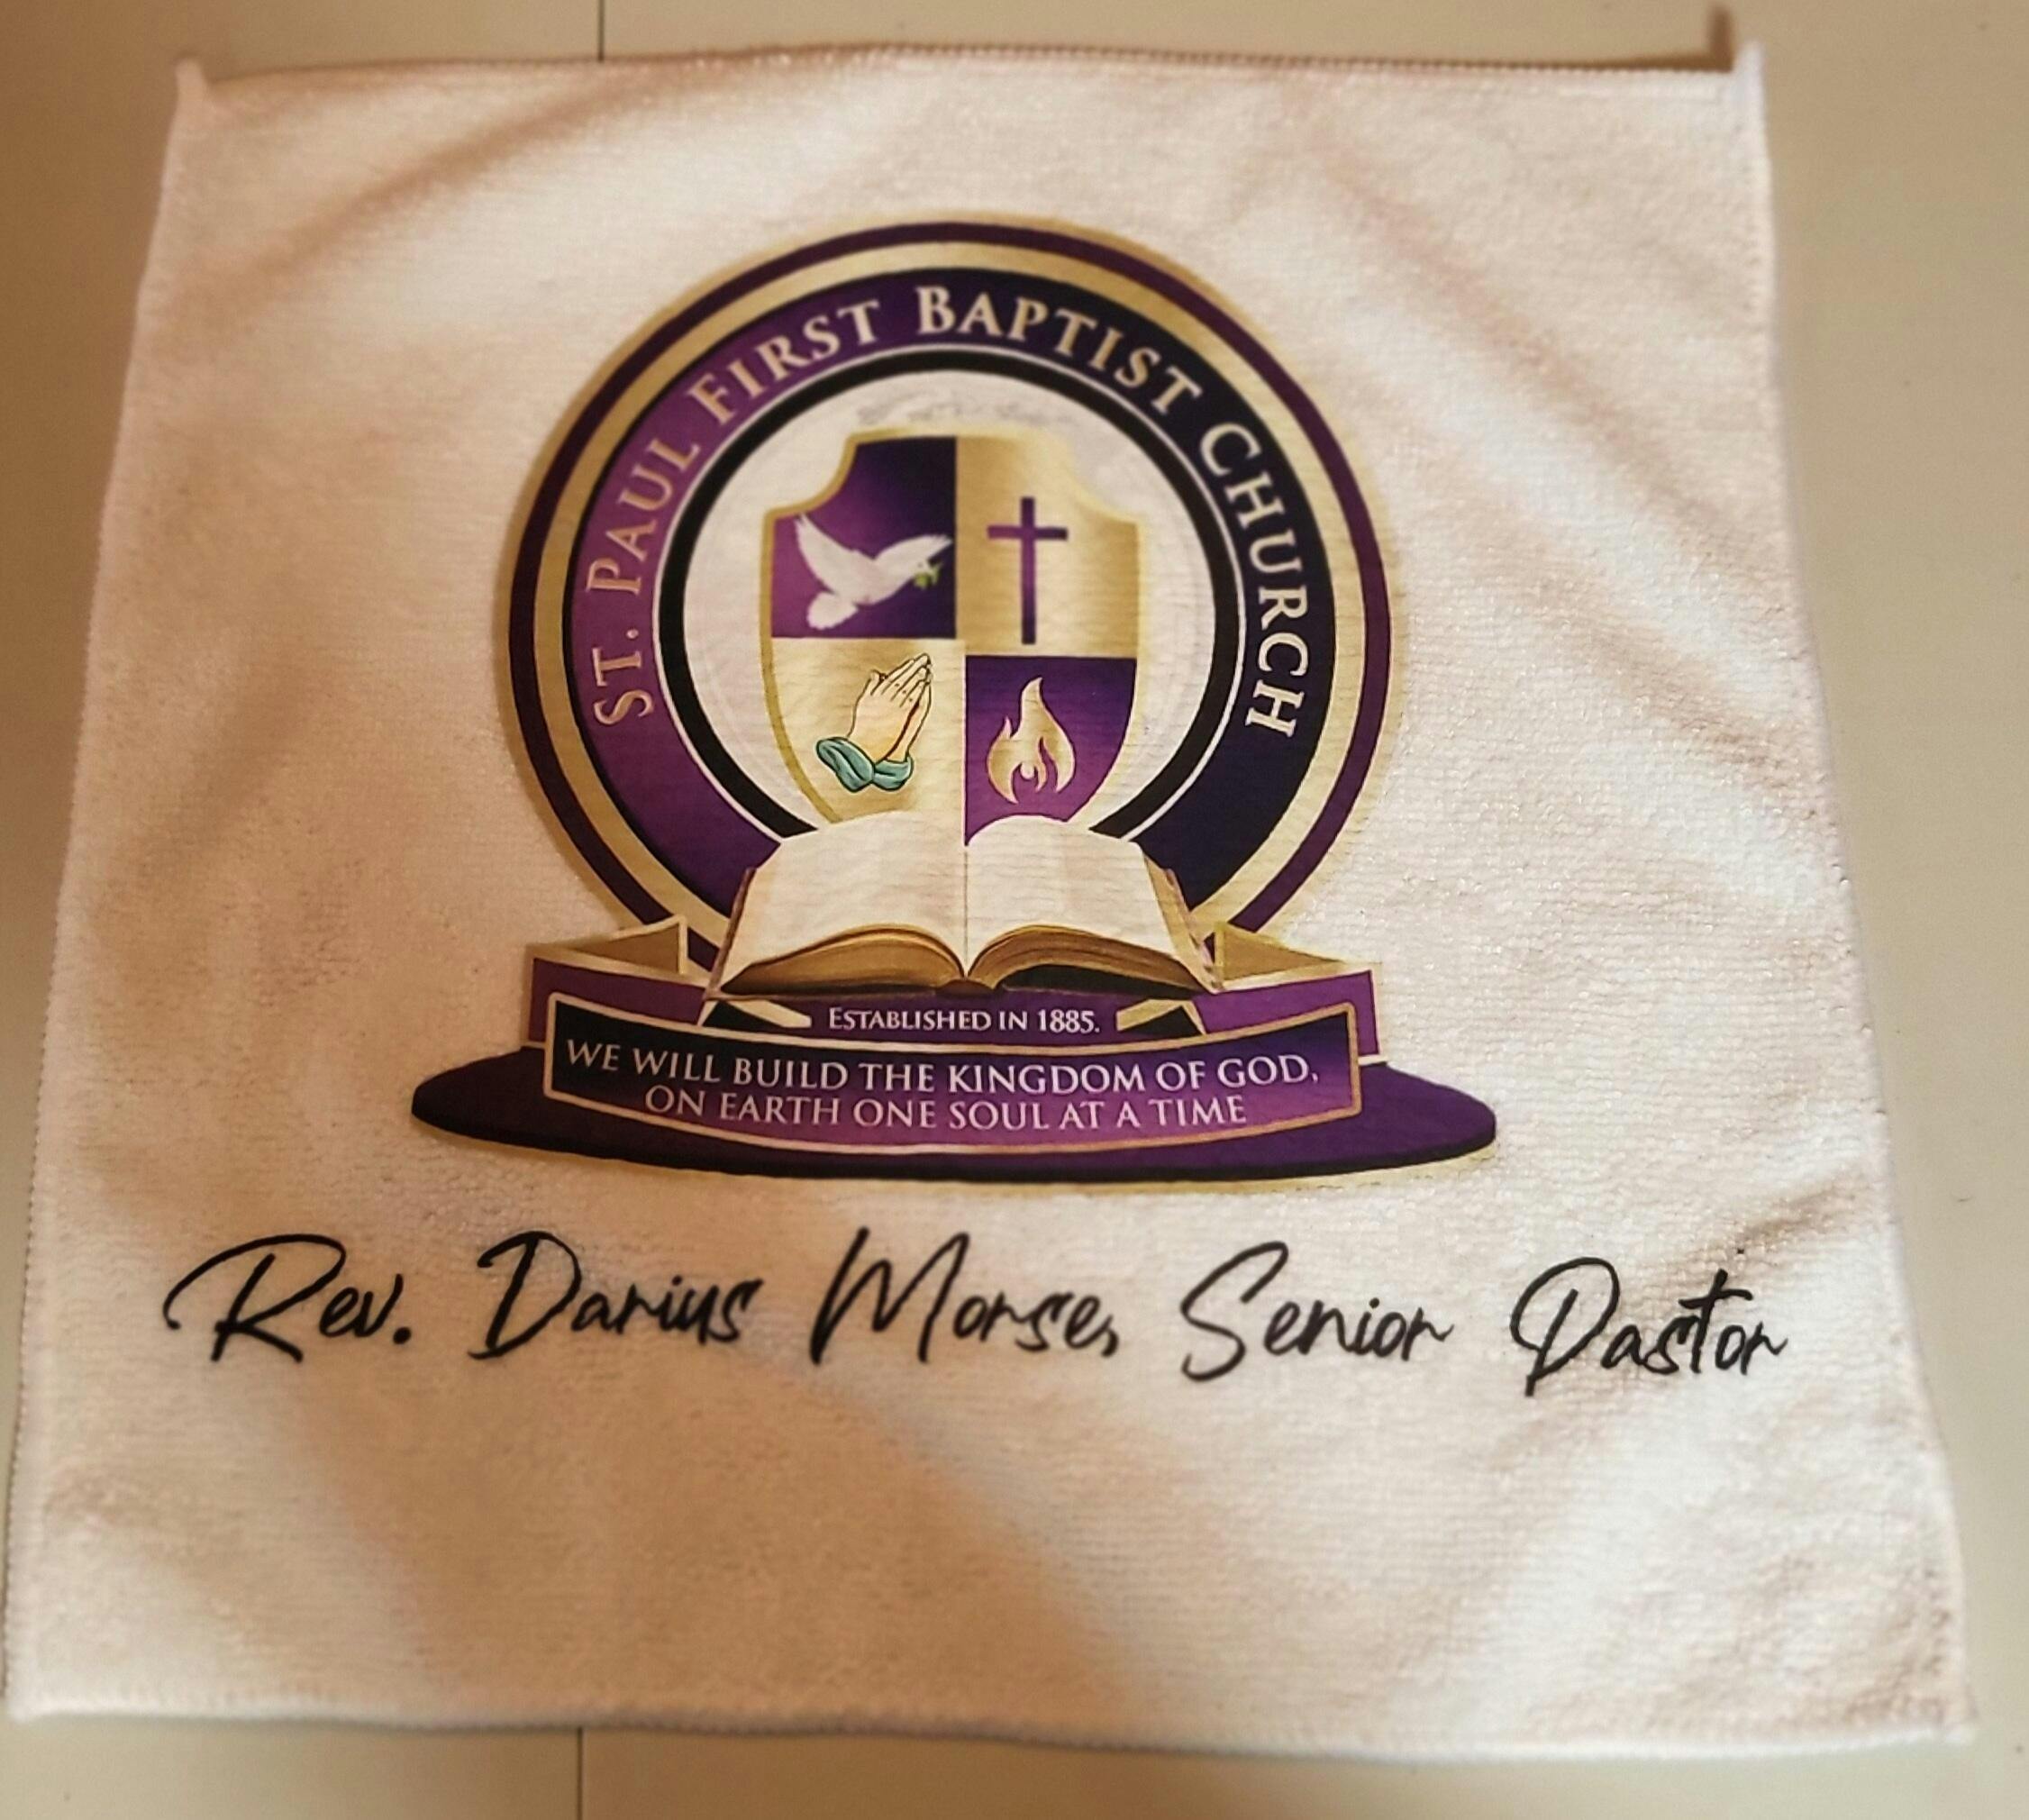 ST. PAUL FIRST BAPTIST CHURCH
ESTABLISHED IN 1885.
WE WILL BUILD THE KINGDOM OF GOD,
ON EARTH ONE SOUL AT A TIME
Rev. Darius Morse, Senior Pastor